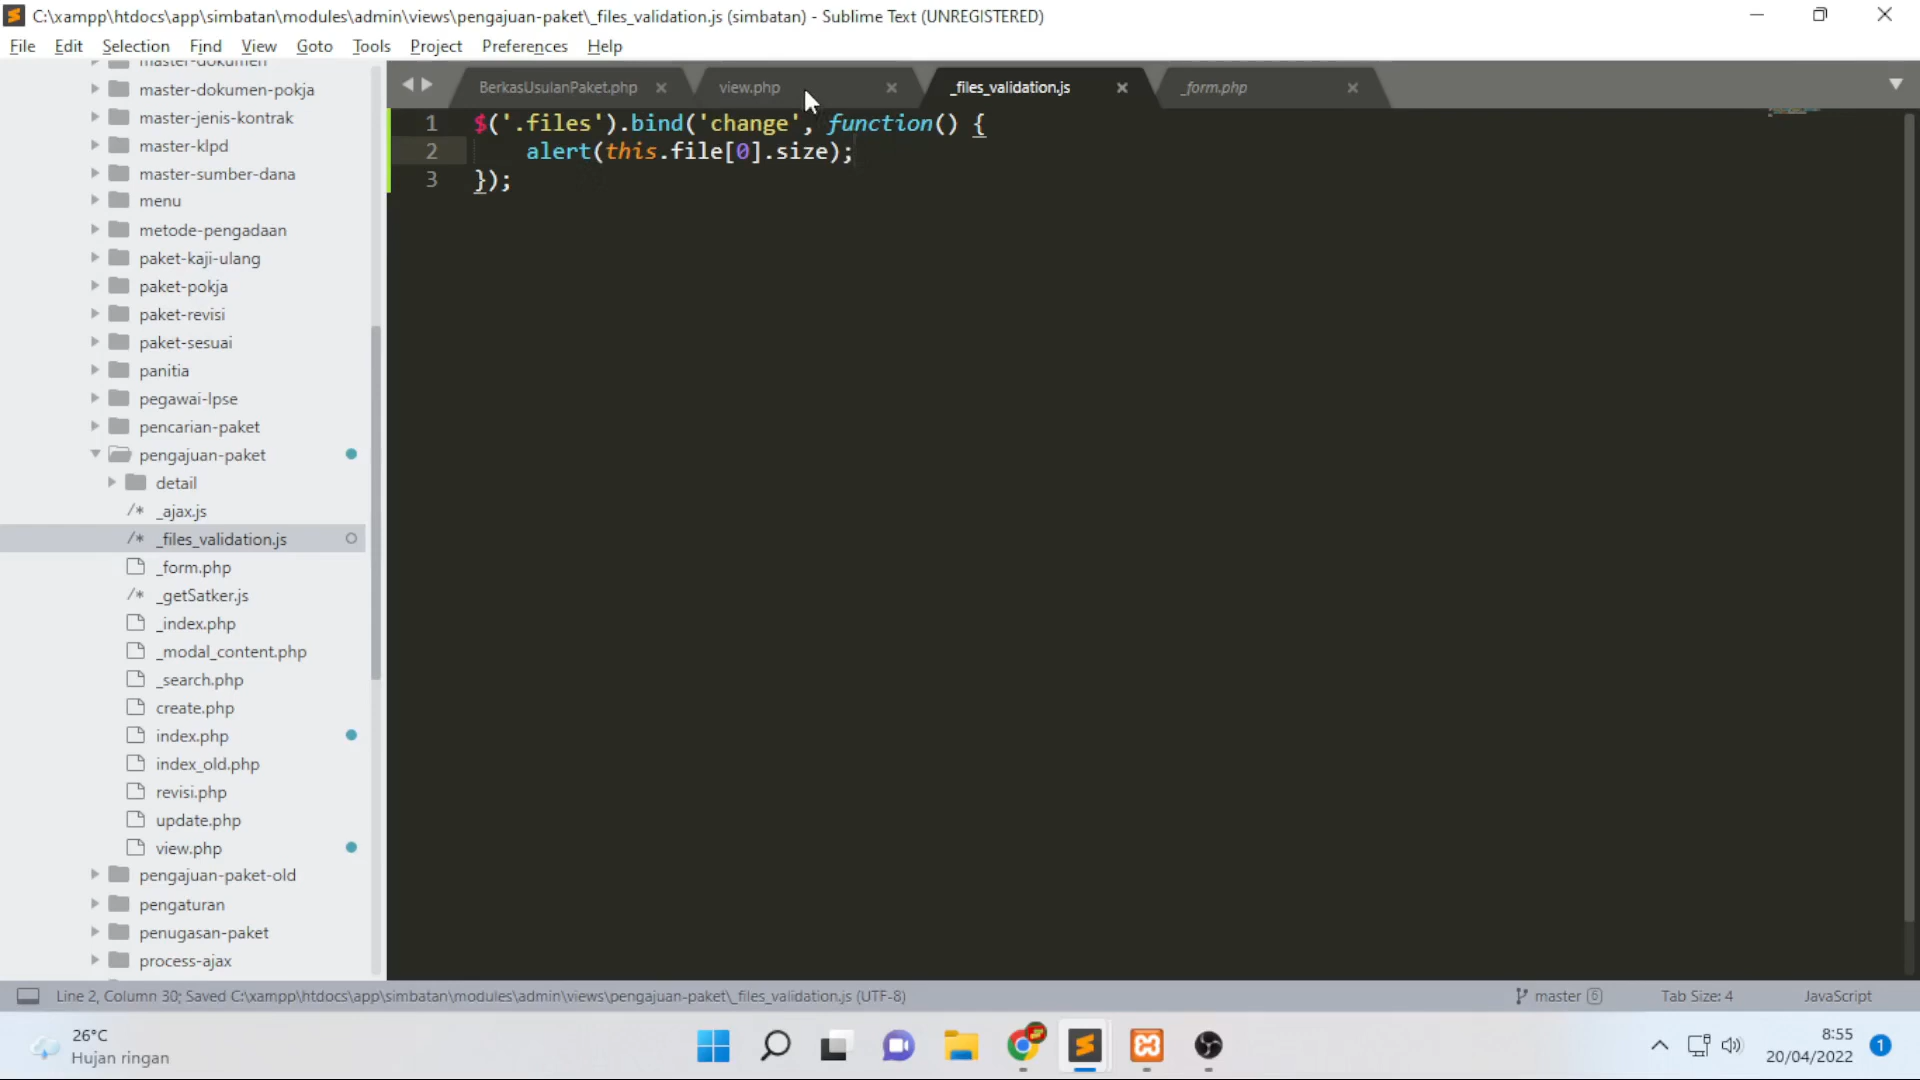 C:\xampp\htdocs\app\simbatan\modules\admin\views\pengajuan-paket\_files_validation.js (simbatan) - Sublime Text (UNREGISTERED)
File Edit Selection Find View Goto Tools Project Preferences Help
master-dokumen
master-dokumen-pokja
master-jenis-kontrak
master-klpd
master-sumber-dana
menu
metode-pengadaan
paket-kaji-ulang
paket-pokja
paket-revisi
paket-sesuai
panitia
pegawai-lpse
pencarian-paket
pengajuan-paket
detail
/* _ajax.js
/* _files_validation.js
_form.php
/* _getSatker.js
_index.php
_modal_content.php
_search.php
create.php
index.php
index_old.php
revisi.php
update.php
view.php
pengajuan-paket-old
pengaturan
penugasan-paket
process-ajax
BerkasUsulanPaket.php view.php _files_validation.js _form.php
1 $('.files').bind('change', function() {
2 alert(this.file[0].size);
3 });
Line 2, Column 30; Saved C:\xampp\htdocs\app\simbatan\modules\admin\views\pengajuan-paket\_files_validation.js (UTF-8)
master 6 Tab Size: 4 JavaScript
26°C
Hujan ringan
8:55
20/04/2022
1